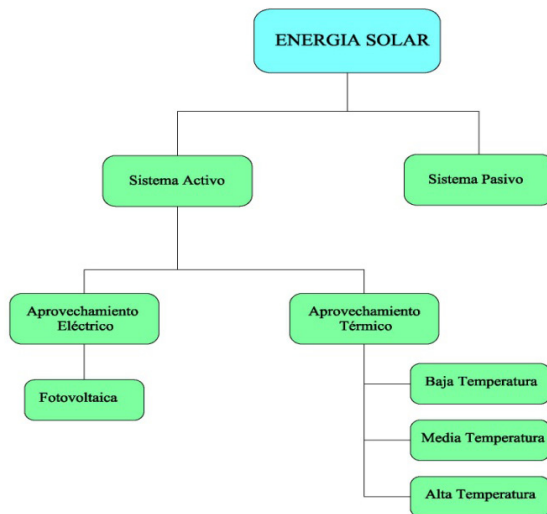 ENERGIA SOLAR
Sistema Activo
Sistema Pasivo
Aprovechamiento
Eléctrico
Aprovechamiento
Térmico
Fotovoltaica
Baja Temperatura
Media Temperatura
Alta Temperatura